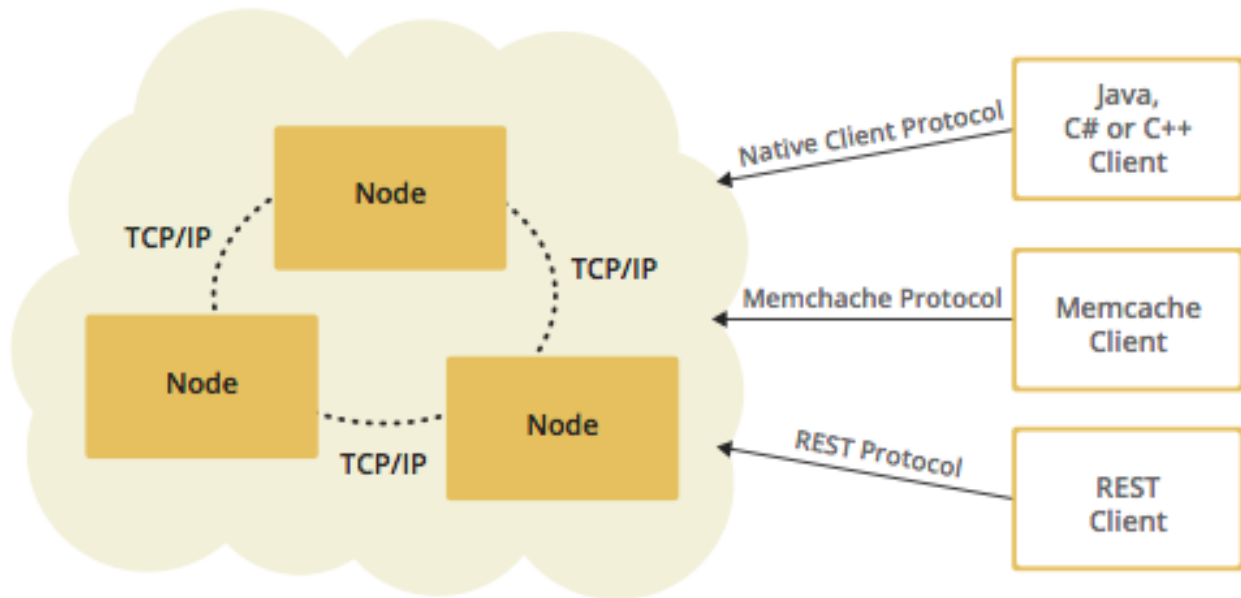 Node
TCP/IP
TCP/IP
Node
Node
TCP/IP
Native Client Protocol
Java,
C# or C++
Client
Memchache Protocol
Memcache
Client
REST Protocol
REST
Client